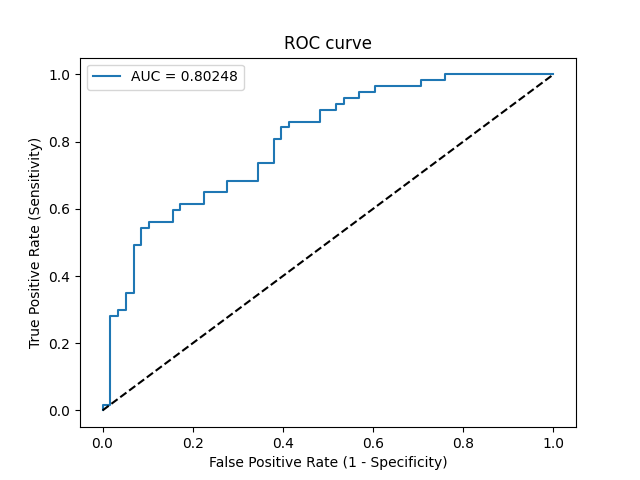 ROC curve
AUC = 0.80248
1.0
0.8
0.6
0.4
0.2
0.0
True Positive Rate (Sensitivity)
0.0 0.2 0.4 0.6 0.8 1.0
False Positive Rate (1 - Specificity)